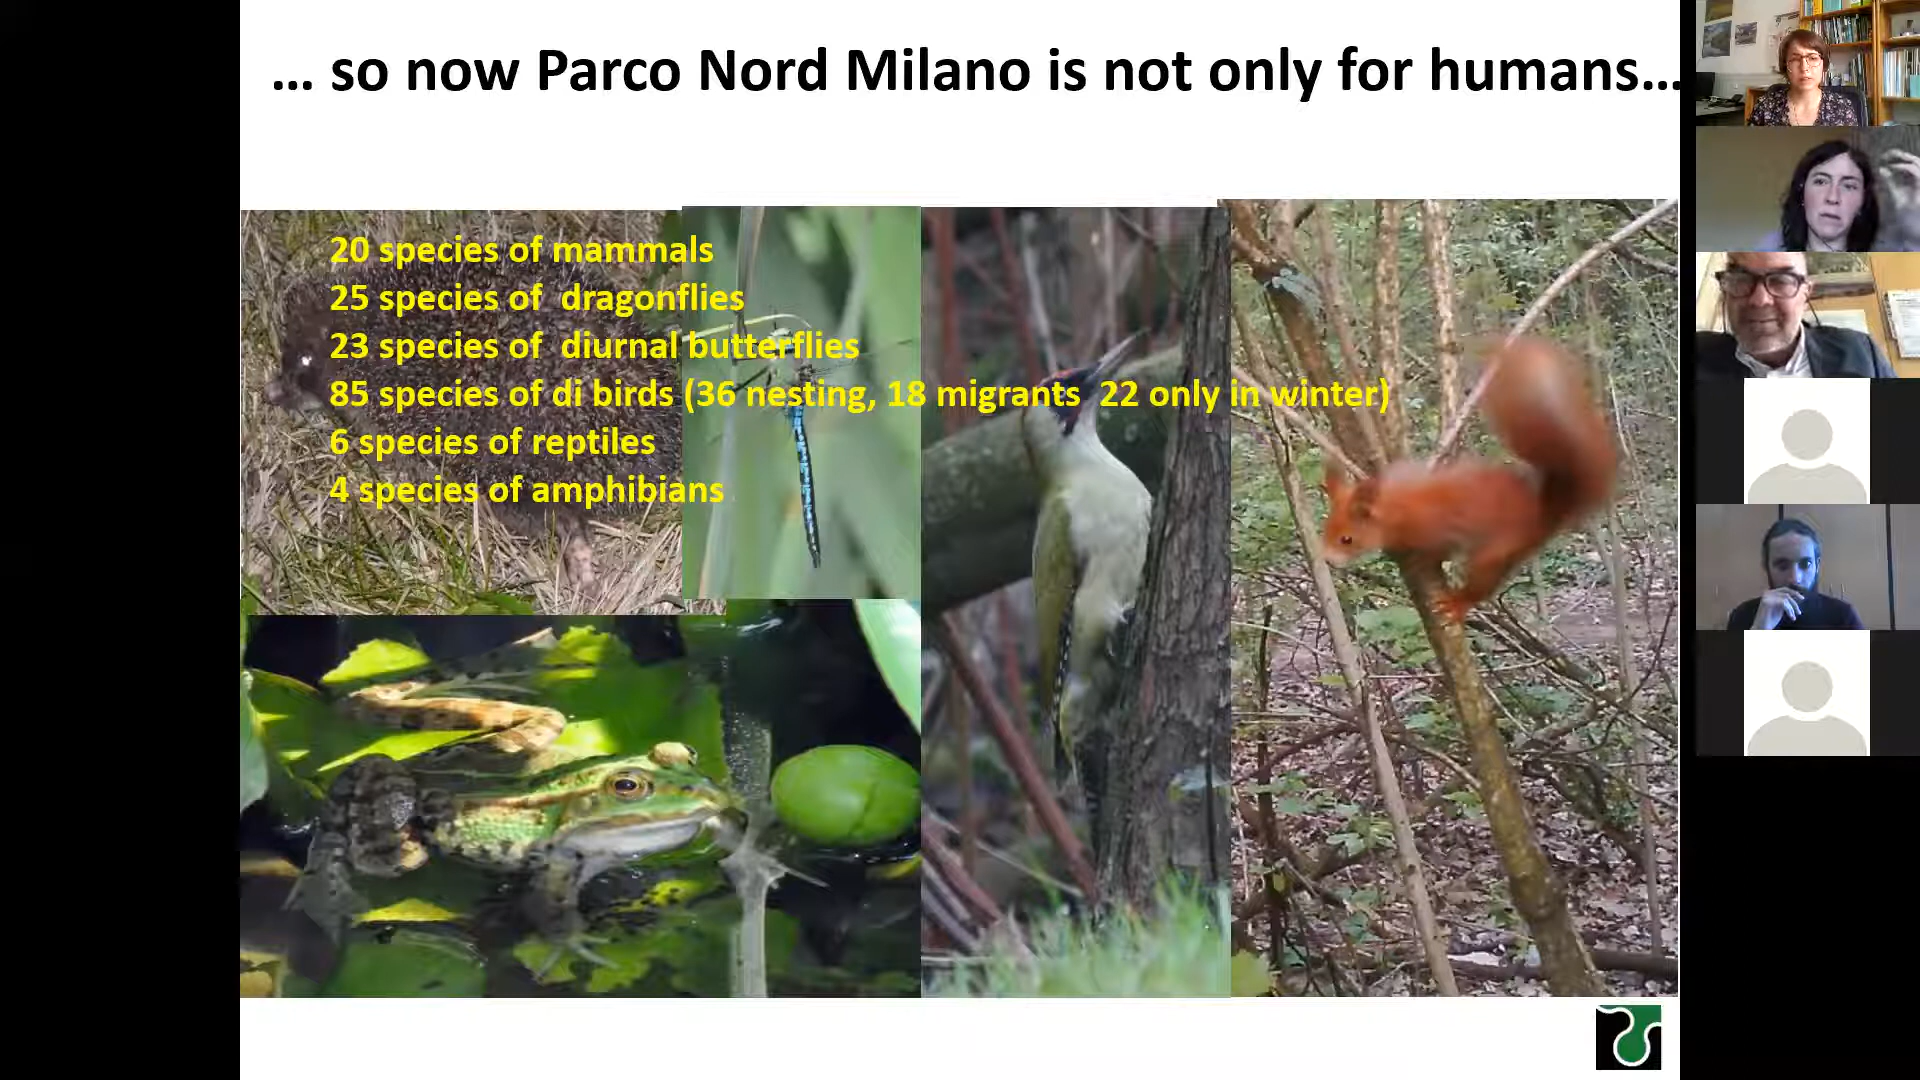 ... so now Parco Nord Milano is not only for humans...
20 species of mammals
25 species of dragonflies
23 species of diurnal butterflies
85 species of di birds (36 nesting, 18 migrants 22 only in winter)
6 species of reptiles
4 species of amphibians